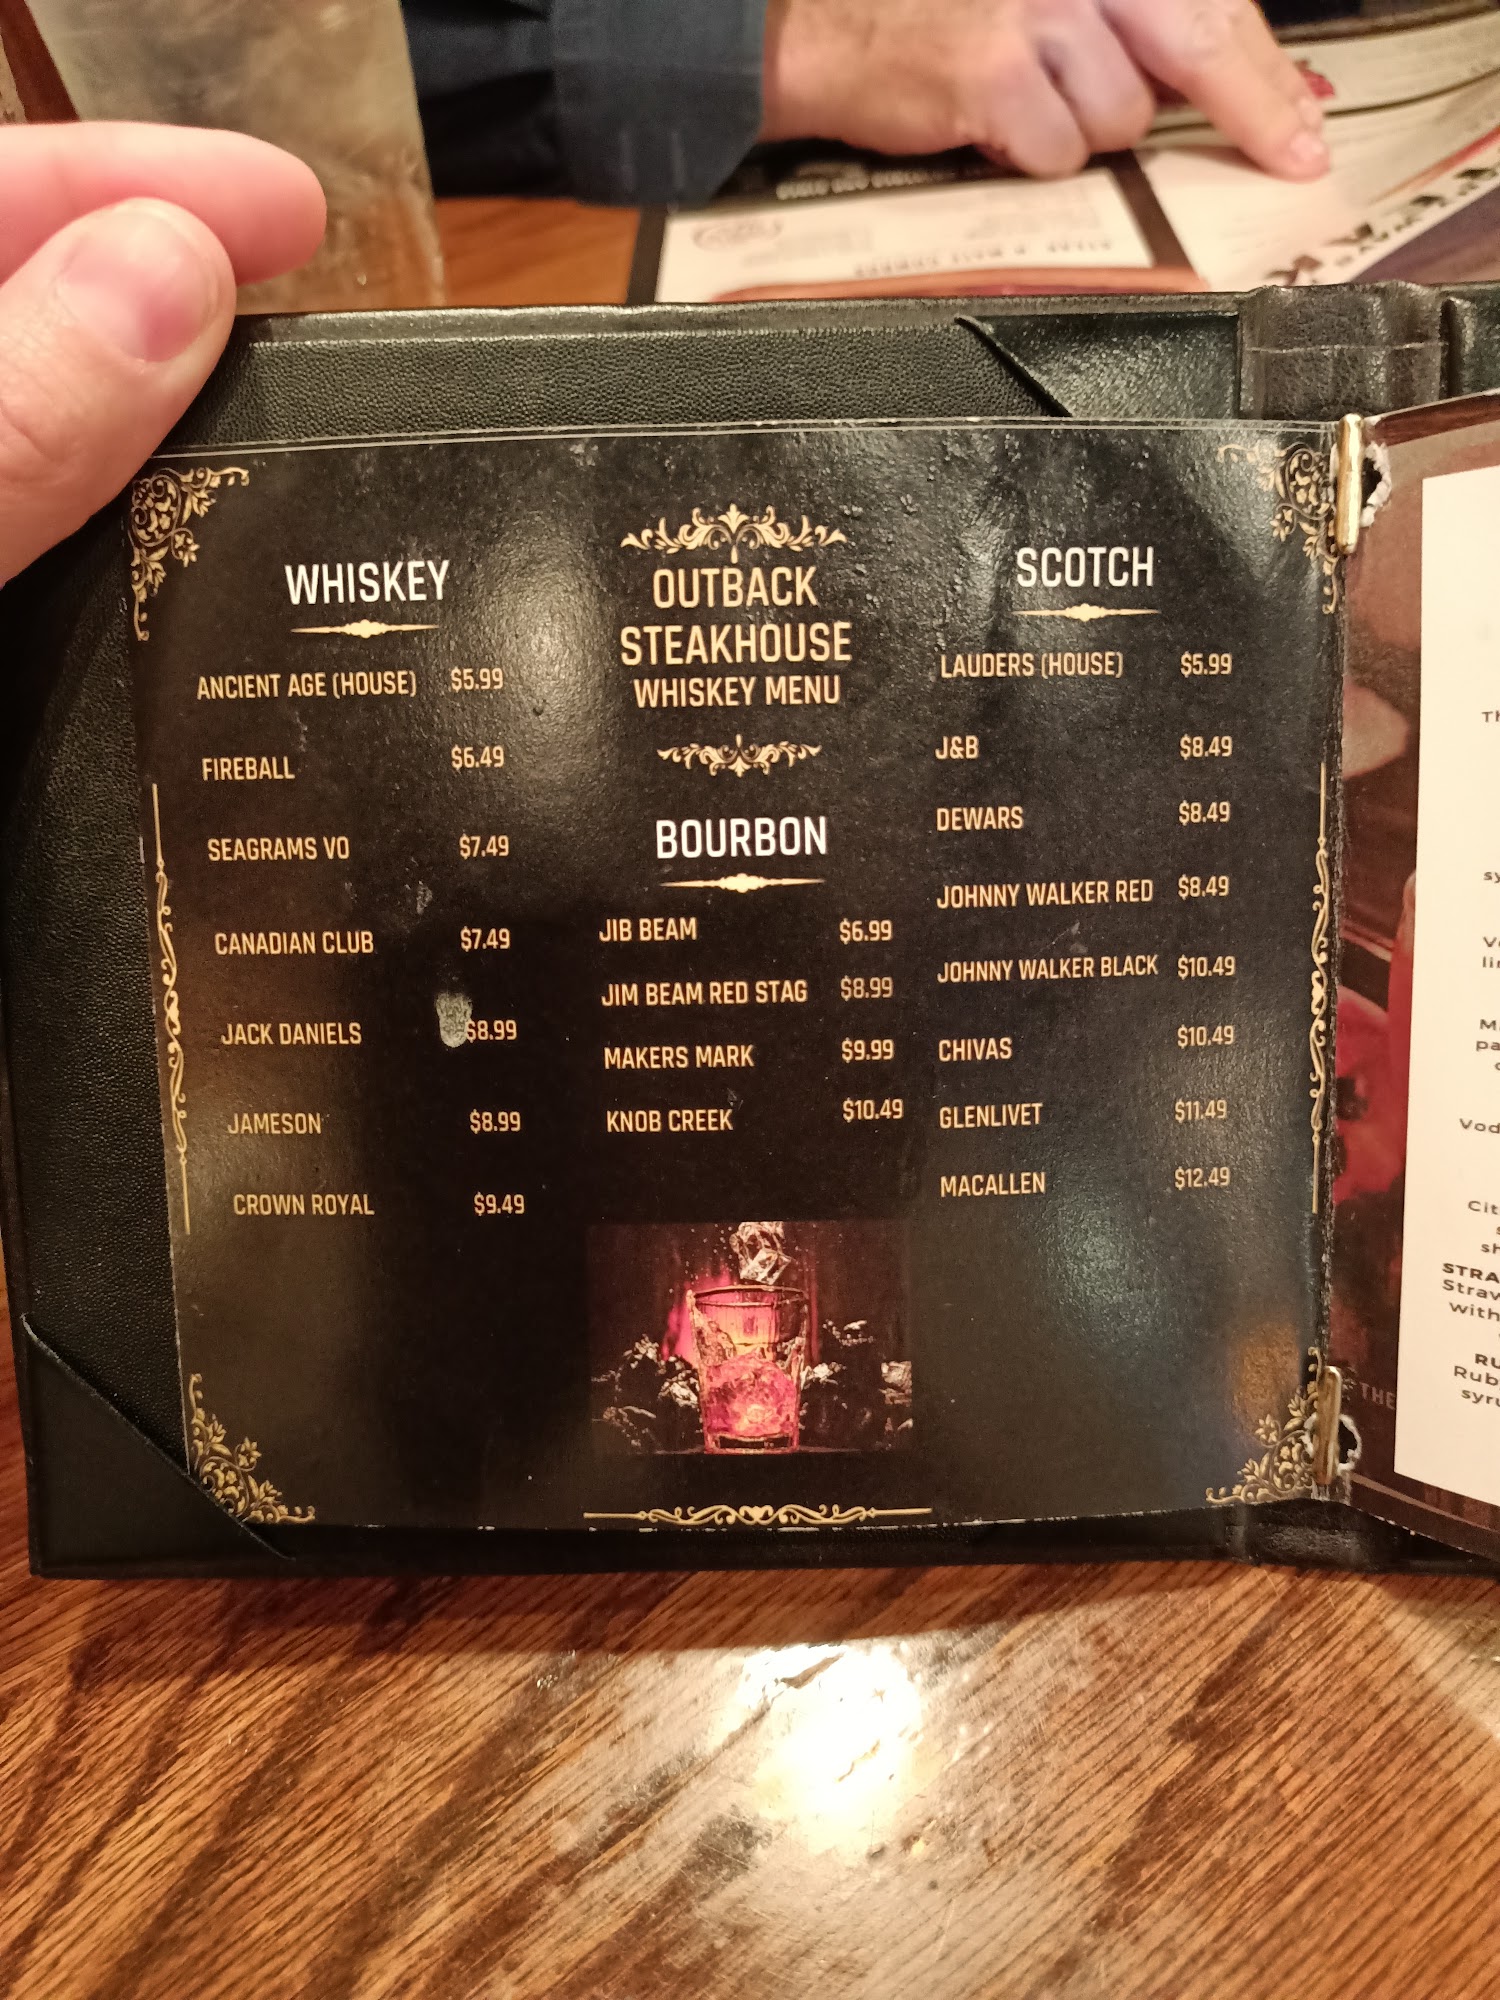 WHISKEY
ANCIENT AGE (HOUSE) $5.99
FIREBALL $6.49
SEAGRAMS VO $7.49
CANADIAN CLUB $7.49
JACK DANIELS $8.99
JAMESON $8.99
CROWN ROYAL $9.49
OUTBACK
STEAKHOUSE
WHISKEY MENU
BOURBON
JIB BEAM $6.99
JIM BEAM RED STAG $8.99
MAKERS MARK $9.99
KNOB CREEK $10.49
SCOTCH
LAUDERS (HOUSE) $5.99
J&B $8.49
DEWARS $8.49
JOHNNY WALKER RED $8.49
JOHNNY WALKER BLACK $10.49
CHIVAS $10.49
GLENLIVET $11.49
MACALLEN $12.49
THE